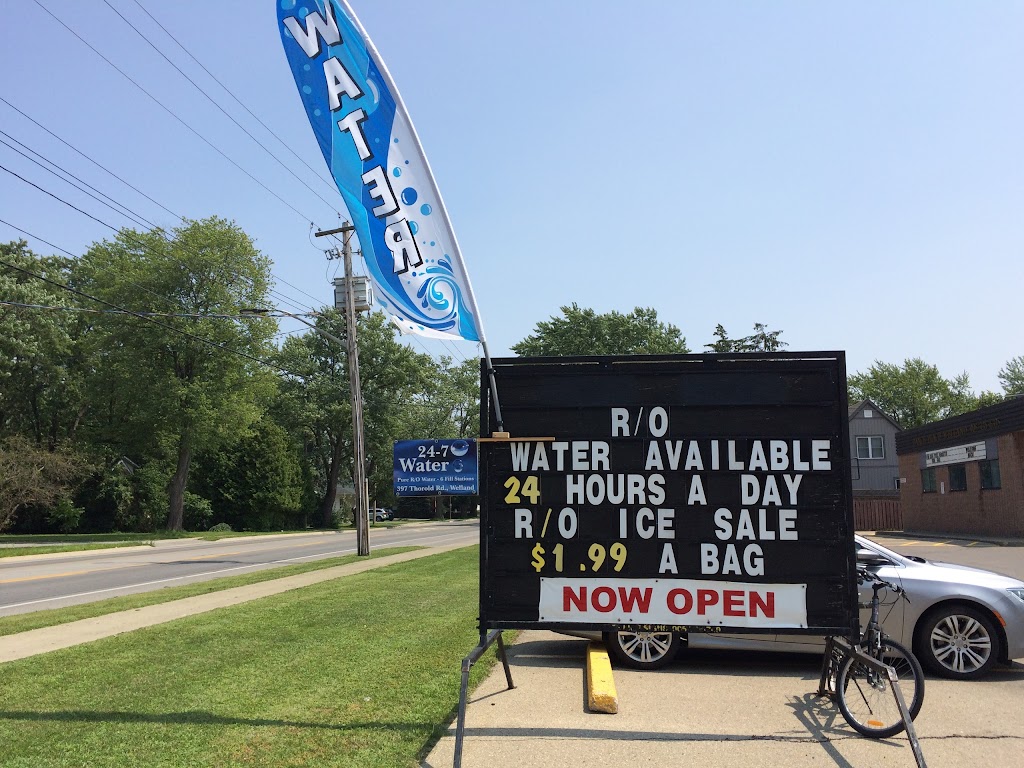 WATER
24-7
Water
Pure R/O Water - 6 Fill Stations
397 Thorold Rd., Welland
R/O
WATER AVAILABLE
24 HOURS A DAY
R/O ICE SALE
$1.99 A BAG
NOW OPEN